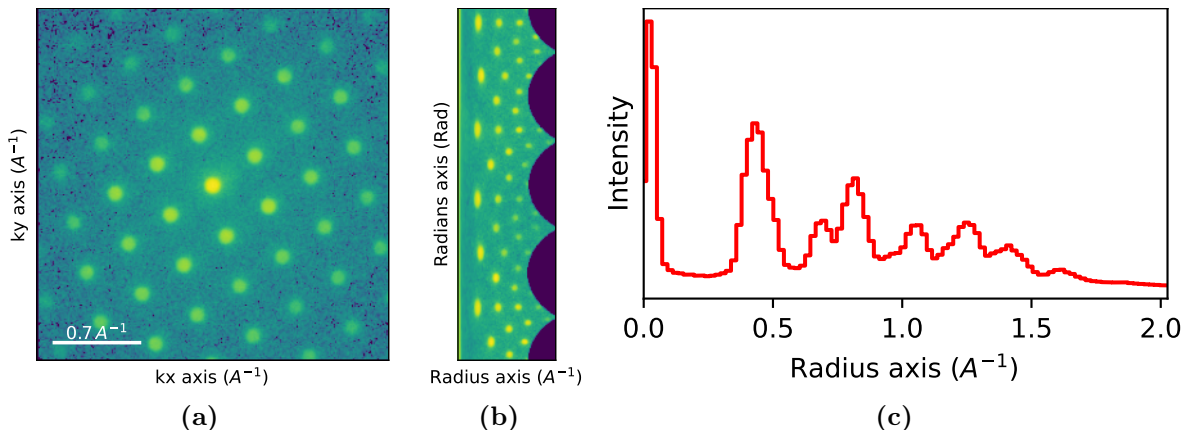 ky axis (A⁻¹)
0.7 A⁻¹
kx axis (A⁻¹)
(a)
Radians axis (Rad)
Radius axis (A⁻¹)
(b)
Intensity
0.0 0.5 1.0 1.5 2.0
Radius axis (A⁻¹)
(c)